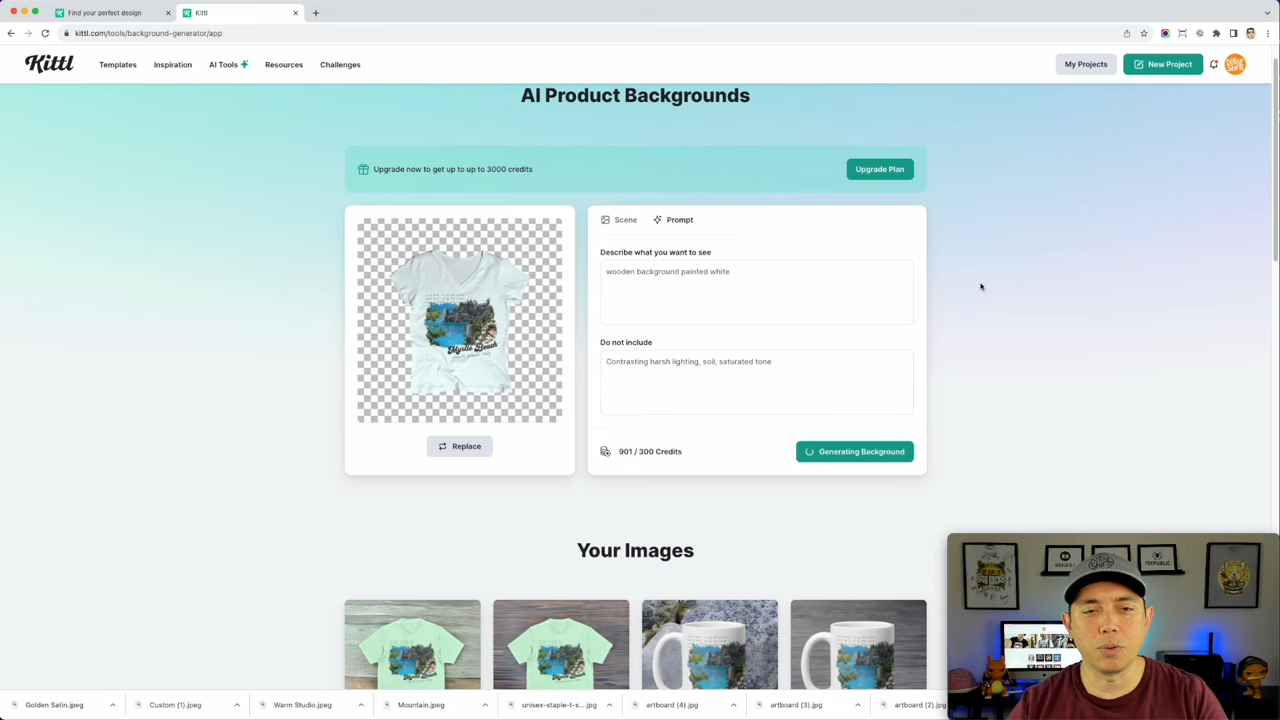 Find your perfect design
Kittl
kittl.com/tools/background-generator/app
Kittl
Templates
Inspiration
AI Tools
Resources
Challenges
My Projects
New Project
AI Product Backgrounds
Upgrade now to get up to up to 3000 credits
Upgrade Plan
Scene
Prompt
Describe what you want to see
wooden background painted white
Do not include
Contrasting harsh lighting, soil, saturated tone
Myrtle Beach
Replace
901 / 300 Credits
Generating Background
Your Images
TEEPUBLIC
Golden Satin.jpeg
Custom (1).jpeg
Warm Studio.jpeg
Mountain.jpeg
unisex-staple-t-s....jpg
artboard (4).jpg
artboard (3).jpg
artboard (2).jpg